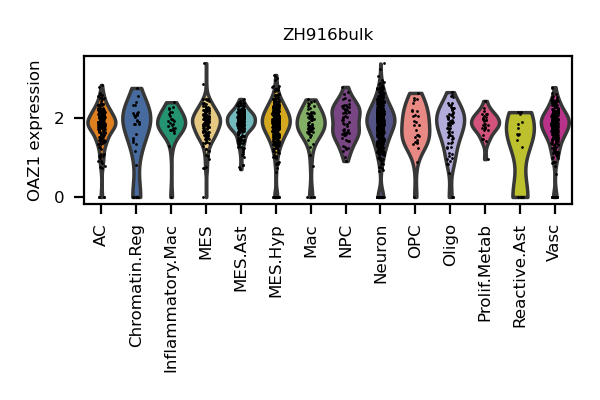 ZH916bulk
OAZ1 expression
2
0
AC
Chromatin.Reg
Inflammatory.Mac
MES
MES.Ast
MES.Hyp
Mac
NPC
Neuron
OPC
Oligo
Prolif.Metab
Reactive.Ast
Vasc